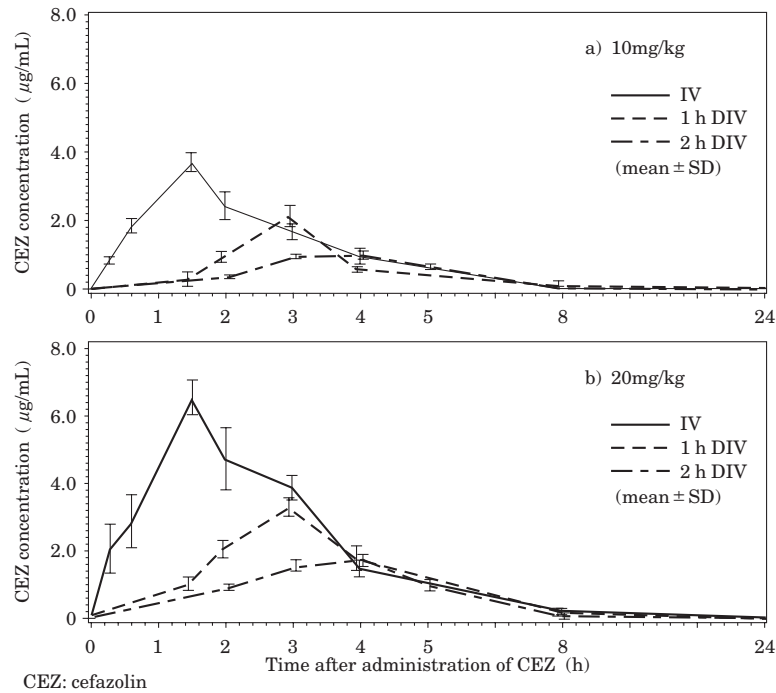 8.0
a) 10mg/kg
6.0
IV
1 h DIV
4.0
2 h DIV
(mean ± SD)
2.0
0
CEZ concentration ( μg/mL)
0 1 2 3 4 5 8 24
8.0
b) 20mg/kg
6.0
IV
1 h DIV
4.0
2 h DIV
(mean ± SD)
2.0
0
CEZ concentration ( μg/mL)
0 1 2 3 4 5 8 24
Time after administration of CEZ (h)
CEZ: cefazolin